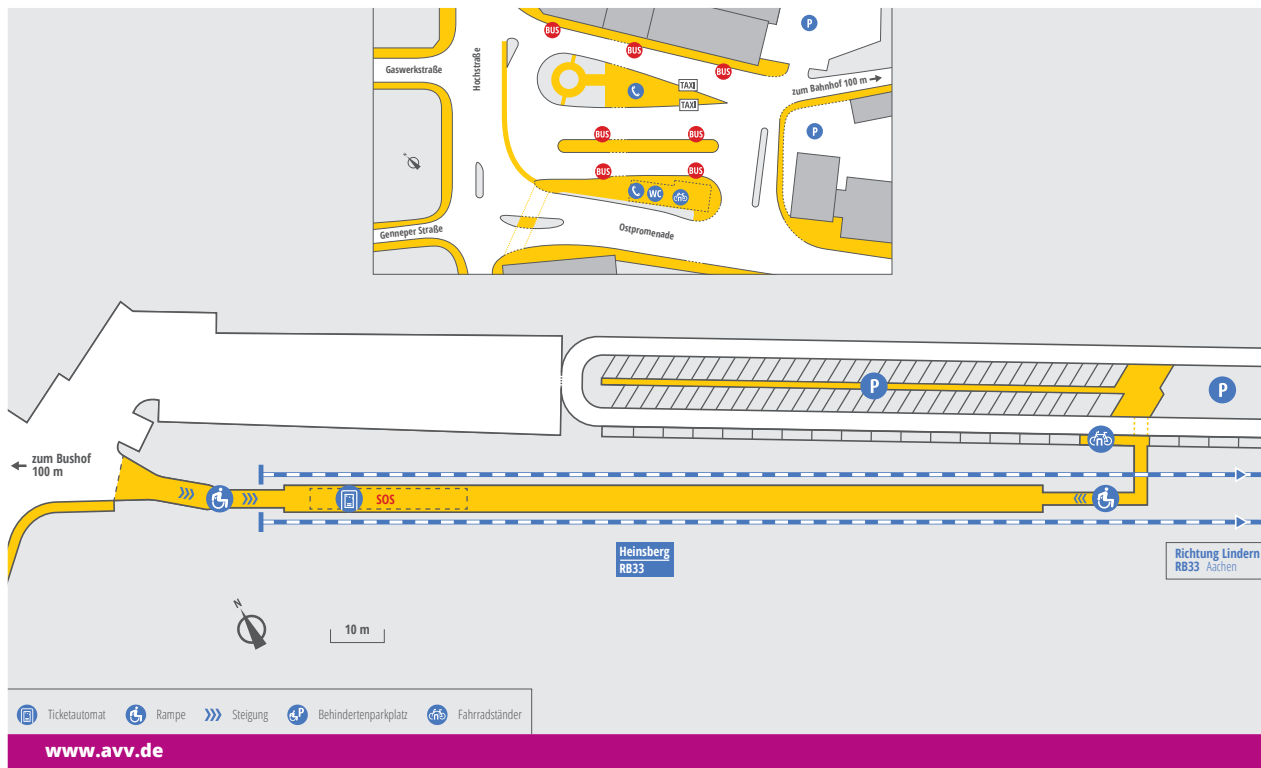 BUS
P
BUS
BUS
Gaswerkstraße
Hochstraße
TAXI
TAXI
zum Bahnhof 100 m
BUS
BUS
P
BUS
BUS
WC
Genneper Straße
Ostpromenade
P
P
zum Bushof
100 m
SOS
Heinsberg
RB33
Richtung Lindern
RB33 Aachen
N
10 m
Ticketautomat
Rampe
Steigung
P
Behindertenparkplatz
Fahrradständer
www.avv.de